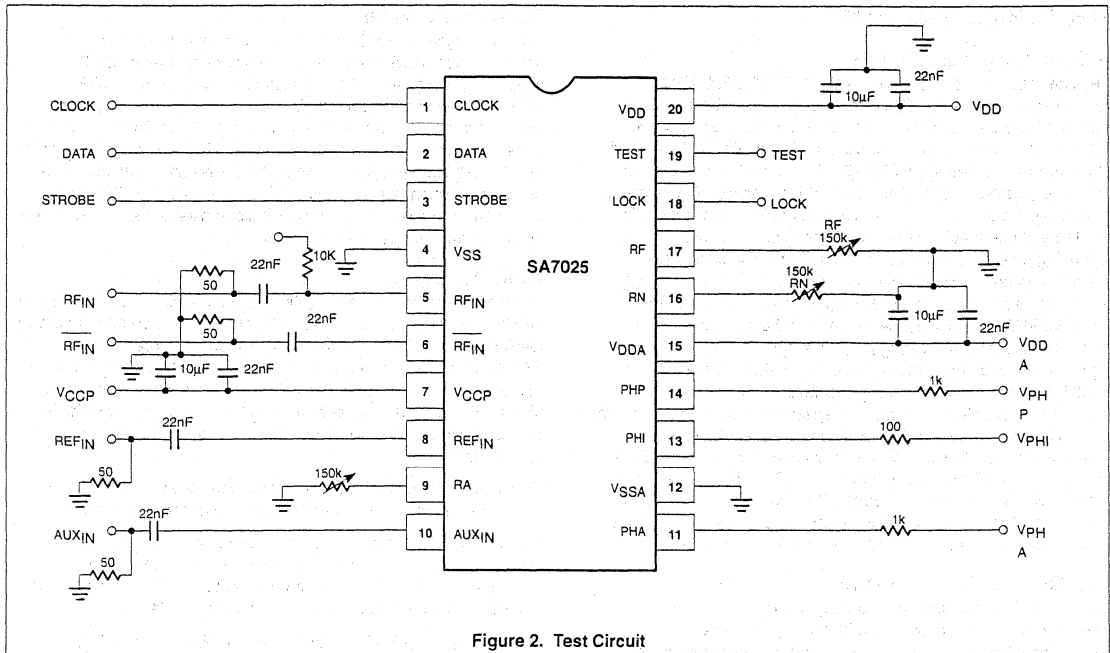 CLOCK
DATA
STROBE
10K
22nF
50
RFIN
22nF
50
RFIN
10µF
22nF
VCCP
22nF
REFIN
50
150k
22nF
AUXIN
50
1 CLOCK
2 DATA
3 STROBE
4 VSS
5 RFIN
6 RFIN
7 VCCP
8 REFIN
9 RA
10 AUXIN
SA7025
VDD 20
TEST 19
LOCK 18
RF 17
RN 16
VDDA 15
PHP 14
PHI 13
VSSA 12
PHA 11
10µF
22nF
VDD
TEST
LOCK
RF
150k
150k
RN
10µF
22nF
VDD
A
1k
VPH
P
100
VPHI
1k
VPH
A
Figure 2. Test Circuit